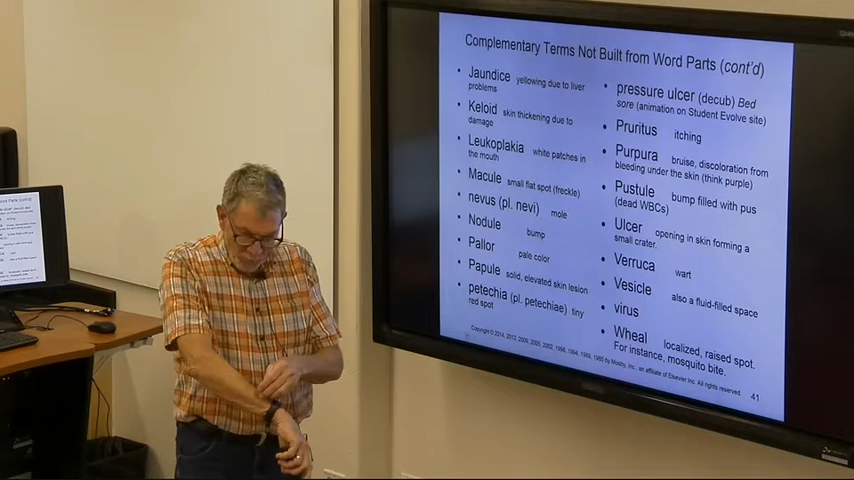 Complementary Terms Not Built from Word Parts (cont'd)
• Jaundice yellowing due to liver
problems
• Keloid skin thickening due to
damage
• Leukoplakia white patches in
the mouth
• Macule small flat spot (freckle)
• nevus (pl. nevi) mole
• Nodule bump
• Pallor pale color
• Papule solid, elevated skin lesion
• petechia (pl. petechiae) tiny
red spot
• pressure ulcer (decub) Bed
sore (animation on Student Evolve site)
• Pruritus itching
• Purpura bruise, discoloration from
bleeding under the skin (think purple)
• Pustule bump filled with pus
(dead WBCs)
• Ulcer opening in skin forming a
small crater.
• Verruca wart
• Vesicle also a fluid-filled space
• virus
• Wheal localized, raised spot.
For instance, mosquito bite.
41